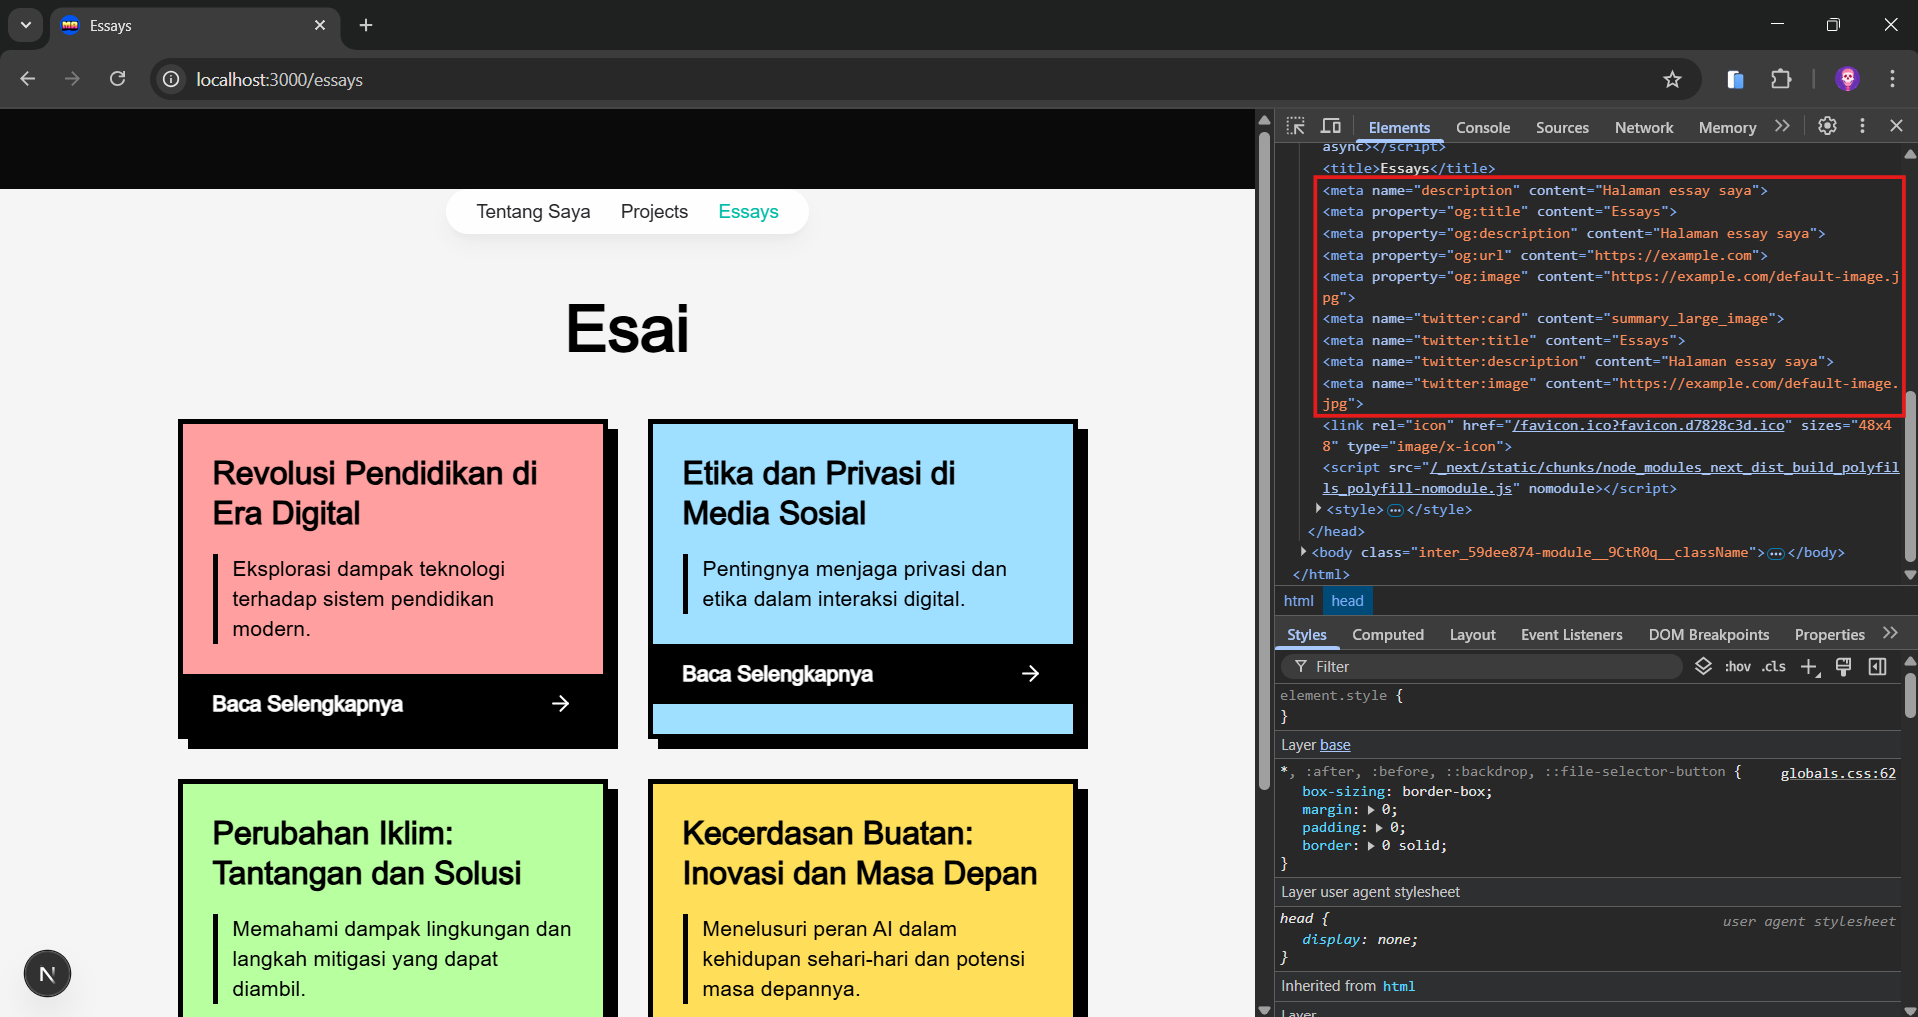 Essays
localhost:3000/essays
Tentang Saya Projects Essays
Esai
Revolusi Pendidikan di
Era Digital
Eksplorasi dampak teknologi
terhadap sistem pendidikan
modern.
Baca Selengkapnya
Etika dan Privasi di
Media Sosial
Pentingnya menjaga privasi dan
etika dalam interaksi digital.
Baca Selengkapnya
Perubahan Iklim:
Tantangan dan Solusi
Memahami dampak lingkungan dan
langkah mitigasi yang dapat
diambil.
Kecerdasan Buatan:
Inovasi dan Masa Depan
Menelusuri peran AI dalam
kehidupan sehari-hari dan potensi
masa depannya.
N
Elements Console Sources Network Memory
async></script>
<title>Essays</title>
<meta name="description" content="Halaman essay saya">
<meta property="og:title" content="Essays">
<meta property="og:description" content="Halaman essay saya">
<meta property="og:url" content="https://example.com">
<meta property="og:image" content="https://example.com/default-image.j
pg">
<meta name="twitter:card" content="summary_large_image">
<meta name="twitter:title" content="Essays">
<meta name="twitter:description" content="Halaman essay saya">
<meta name="twitter:image" content="https://example.com/default-image.
jpg">
<link rel="icon" href="/favicon.ico?favicon.d7828c3d.ico" sizes="48x4
8" type="image/x-icon">
<script src="/_next/static/chunks/node_modules_next_dist_build_polyfil
ls_polyfill-nomodule.js" nomodule></script>
<style>…</style>
</head>
<body class="inter_59dee874-module__9CtR0q__className">…</body>
</html>
html head
Styles Computed Layout Event Listeners DOM Breakpoints Properties
Filter :hov .cls
element.style {
}
Layer base
*, :after, :before, ::backdrop, ::file-selector-button { globals.css:62
box-sizing: border-box;
margin: 0;
padding: 0;
border: 0 solid;
}
Layer user agent stylesheet
head { user agent stylesheet
display: none;
}
Inherited from html
Layer